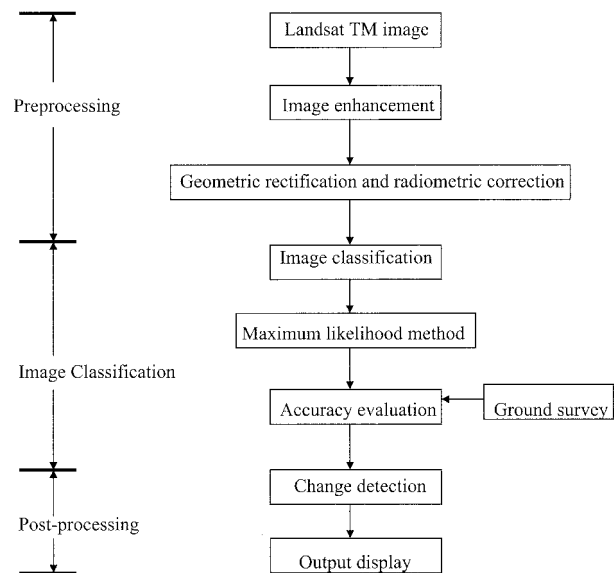 Landsat TM image
Preprocessing
Image enhancement
Geometric rectification and radiometric correction
Image classification
Maximum likelihood method
Image Classification
Accuracy evaluation
Ground survey
Change detection
Post-processing
Output display